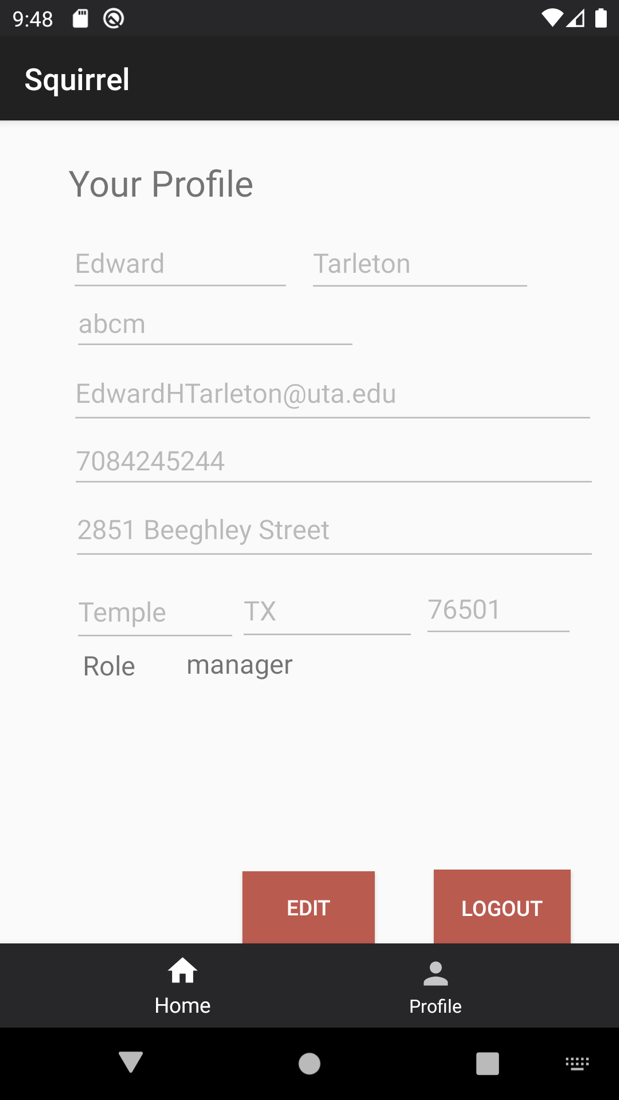 9:48
Squirrel
Your Profile
Edward Tarleton
abcm
EdwardHTarleton@uta.edu
7084245244
2851 Beeghley Street
Temple TX 76501
Role manager
EDIT LOGOUT
Home Profile